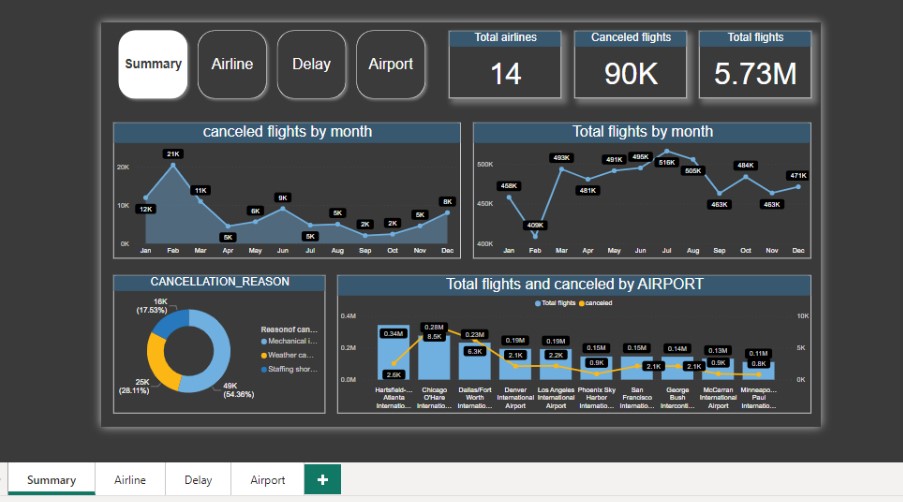 Summary
Airline
Delay
Airport
Total airlines
14
Canceled flights
90K
Total flights
5.73M
canceled flights by month
20K
10K
0K
12K
21K
11K
5K
6K
9K
5K
5K
2K
2K
5K
8K
Jan Feb Mar Apr May Jun Jul Aug Sep Oct Nov Dec
Total flights by month
500K
450K
400K
458K
409K
493K
481K
491K
495K
516K
505K
463K
484K
463K
471K
Jan Feb Mar Apr May Jun Jul Aug Sep Oct Nov Dec
CANCELLATION_REASON
16K
(17.53%)
25K
(28.11%)
49K
(54.36%)
Reasonof can...
Mechanical i...
Weather ca...
Staffing shor...
Total flights and canceled by AIRPORT
Total flights canceled
0.4M
0.2M
0.0M
10K
5K
0K
0.34M
0.28M
0.23M
0.19M
0.19M
0.15M
0.15M
0.14M
0.13M
0.11M
2.6K
8.5K
6.3K
2.1K
2.2K
0.9K
2.1K
2.1K
0.9K
0.8K
Hartsfield-...
Atlanta
Internatio...
Chicago
O'Hare
Internatio...
Dallas/Fort
Worth
Internatio...
Denver
International
Airport
Los Angeles
International
Airport
Phoenix Sky
Harbor
Internatio...
San
Francisco
Internatio...
George
Bush
Interconti...
McCarran
International
Airport
Minneapo...
Paul
Internatio...
Summary
Airline
Delay
Airport
+